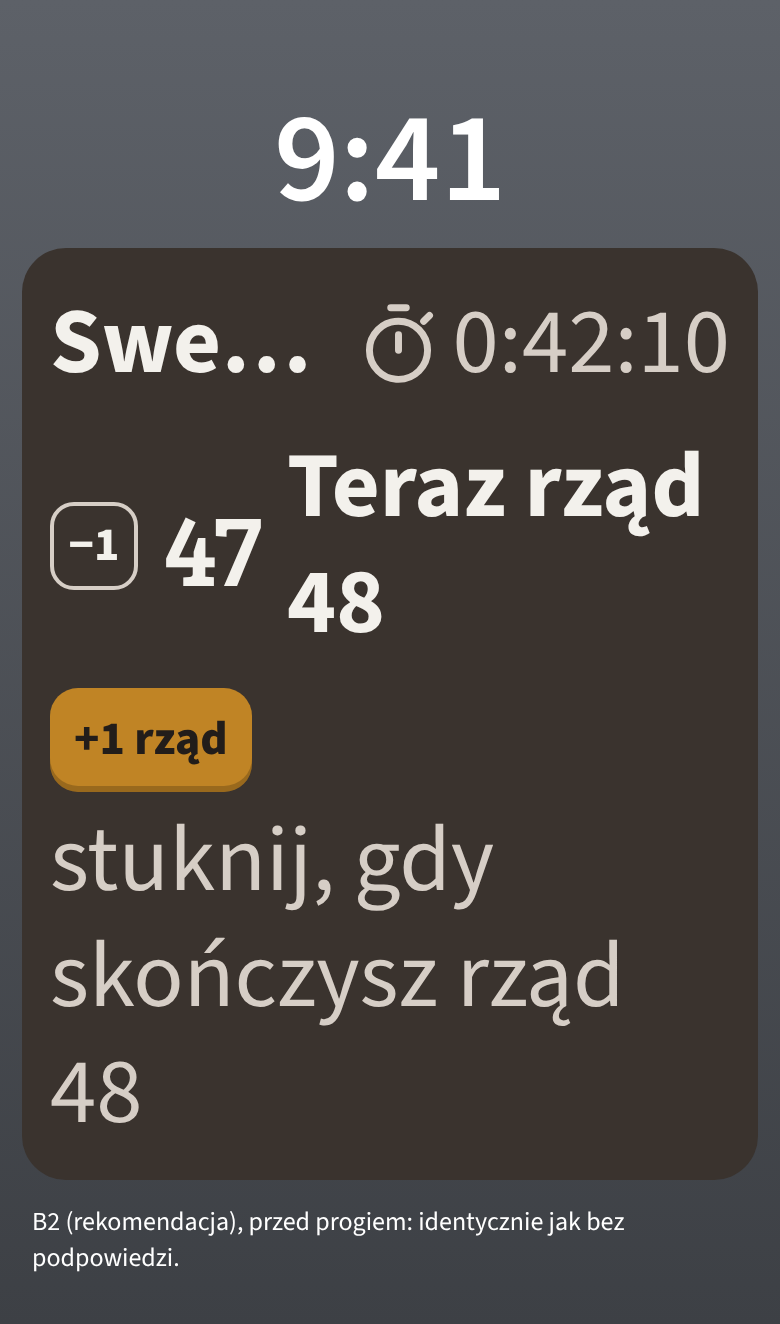 9:41
Swe... 0:42:10
−1 47 Teraz rząd
48
+1 rząd
stuknij, gdy
skończysz rząd
48
B2 (rekomendacja), przed progiem: identycznie jak bez
podpowiedzi.